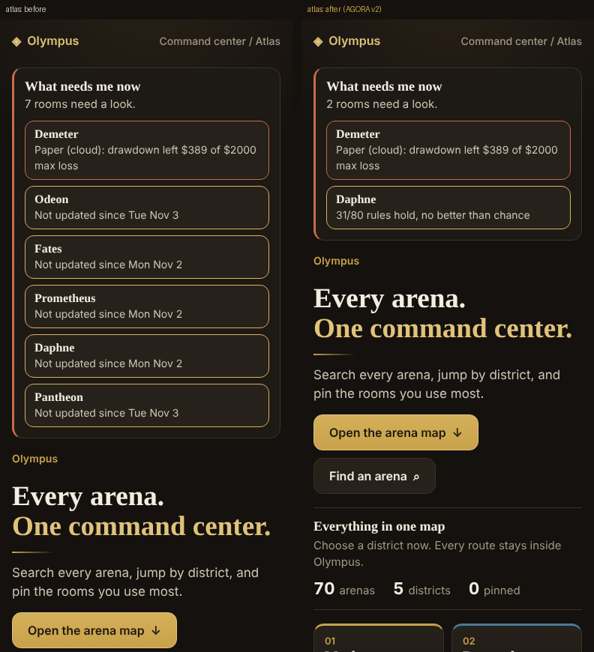 atlas before
Olympus
Command center / Atlas
What needs me now
7 rooms need a look.
Demeter
Paper (cloud): drawdown left $389 of $2000
max loss
Odeon
Not updated since Tue Nov 3
Fates
Not updated since Mon Nov 2
Prometheus
Not updated since Mon Nov 2
Daphne
Not updated since Mon Nov 2
Pantheon
Not updated since Tue Nov 3
Olympus
Every arena.
One command center.
Search every arena, jump by district, and
pin the rooms you use most.
Open the arena map ↓
atlas after (AGORA v2)
Olympus
Command center / Atlas
What needs me now
2 rooms need a look.
Demeter
Paper (cloud): drawdown left $389 of $2000
max loss
Daphne
31/80 rules hold, no better than chance
Olympus
Every arena.
One command center.
Search every arena, jump by district, and
pin the rooms you use most.
Open the arena map ↓
Find an arena
Everything in one map
Choose a district now. Every route stays inside
Olympus.
70 arenas 5 districts 0 pinned
01
02